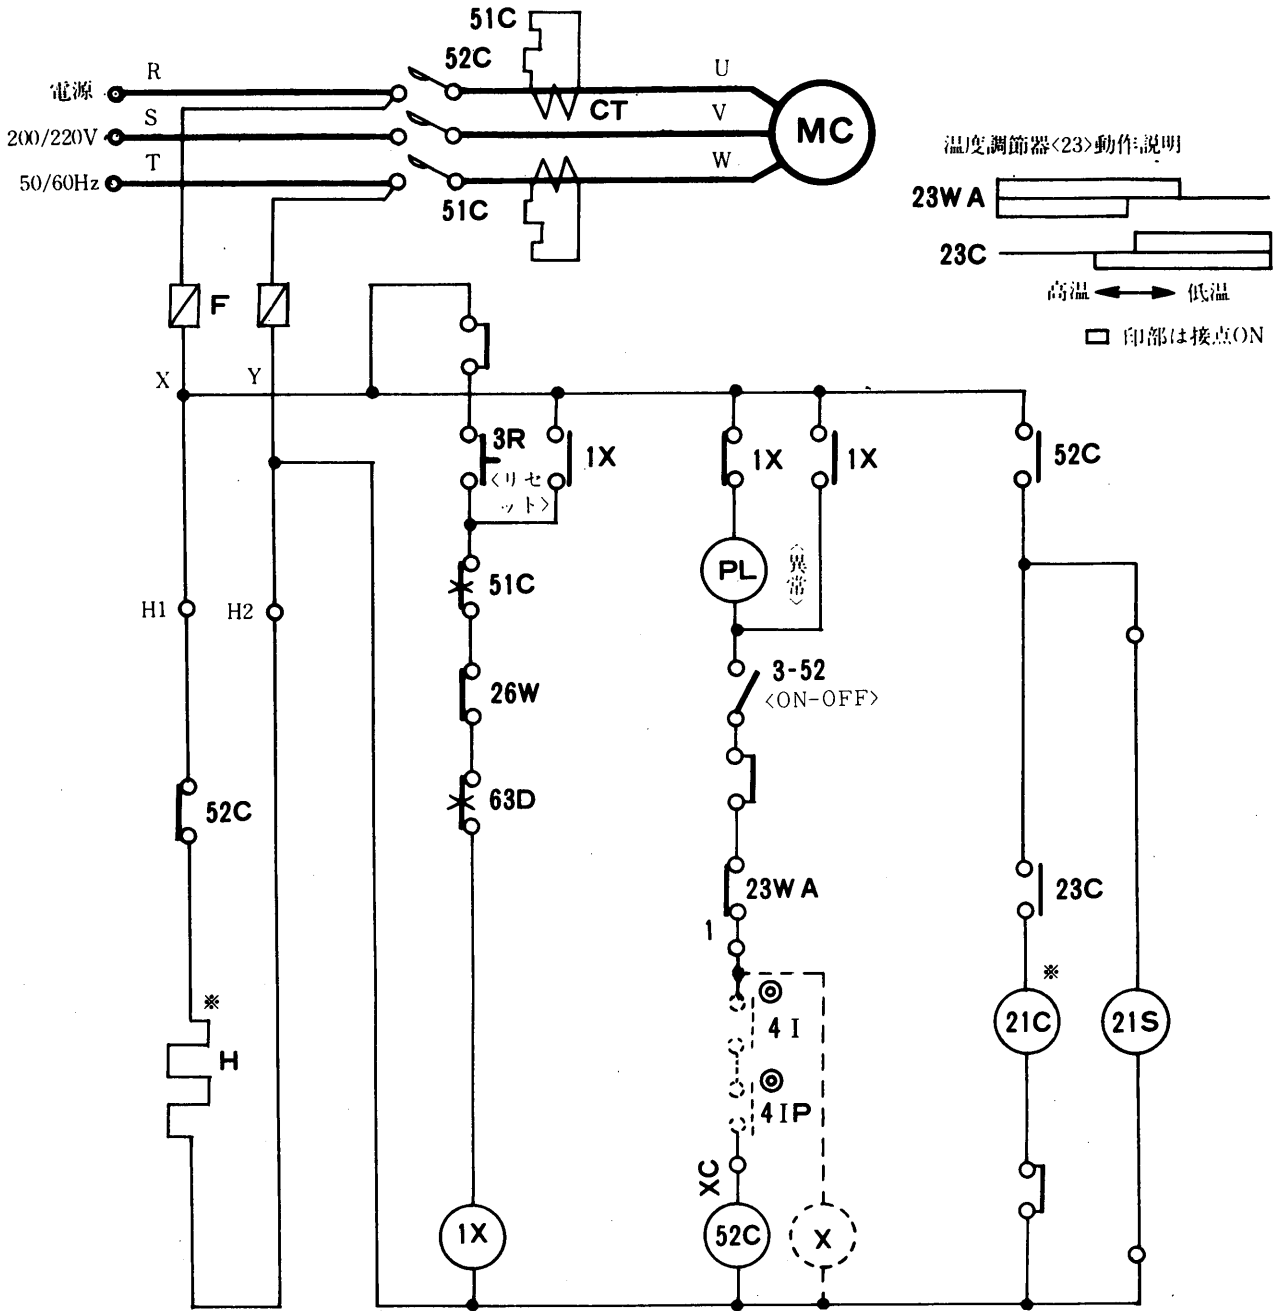 51C
52C
R
U
電源
CT
S
V
MC
200/220V
T
W
50/60Hz
51C
温度調節器<23>動作説明
23WA
23C
高温 低温
印部は接点ON
F
X
Y
3R
<リセ
ット>
1X
1X
1X
52C
51C
PL
<異常>
H1
H2
26W
3-52
<ON-OFF>
52C
63D
23WA
23C
1
※
※
◎
4I
21C
21S
H
◎
4IP
XC
1X
52C
X